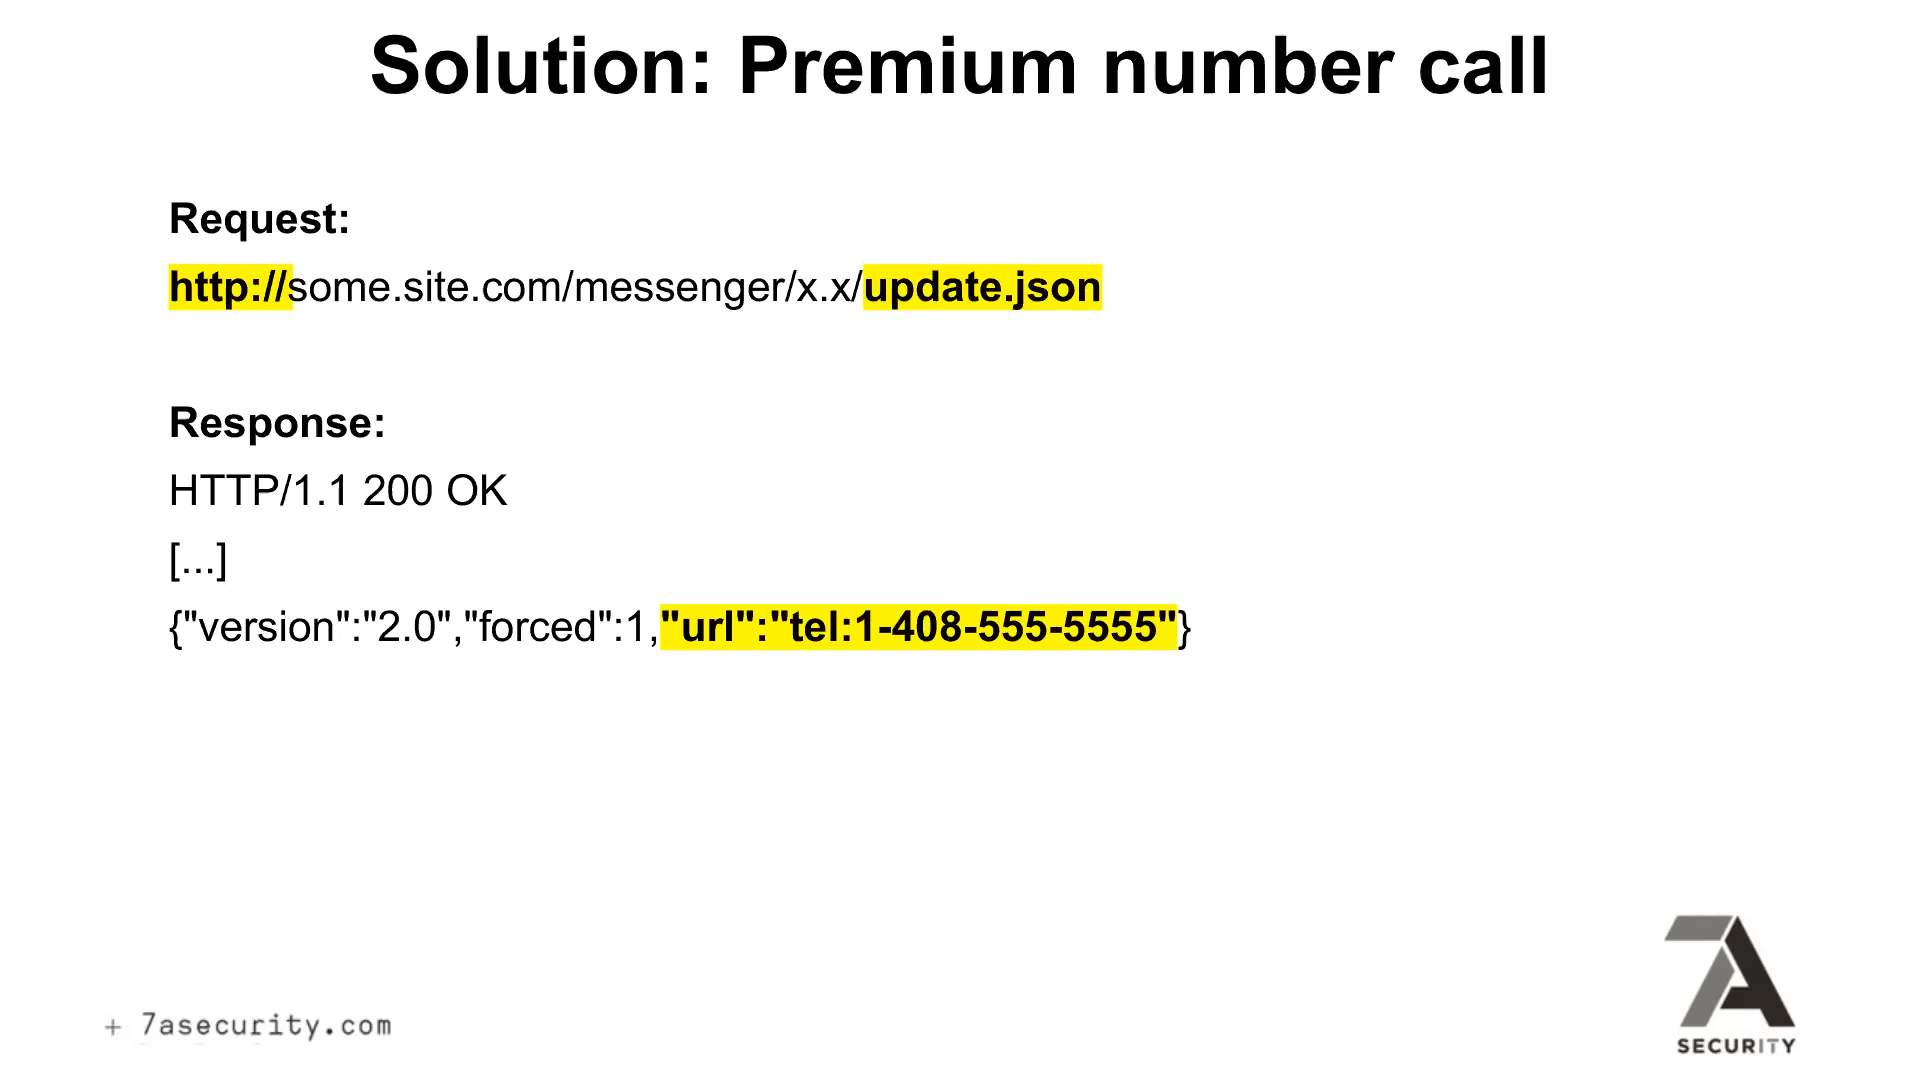 Solution: Premium number call
Request:
http://some.site.com/messenger/x.x/update.json
Response:
HTTP/1.1 200 OK
[...]
{"version":"2.0","forced":1,"url":"tel:1-408-555-5555"}
+ 7asecurity.com
7A
SECURITY